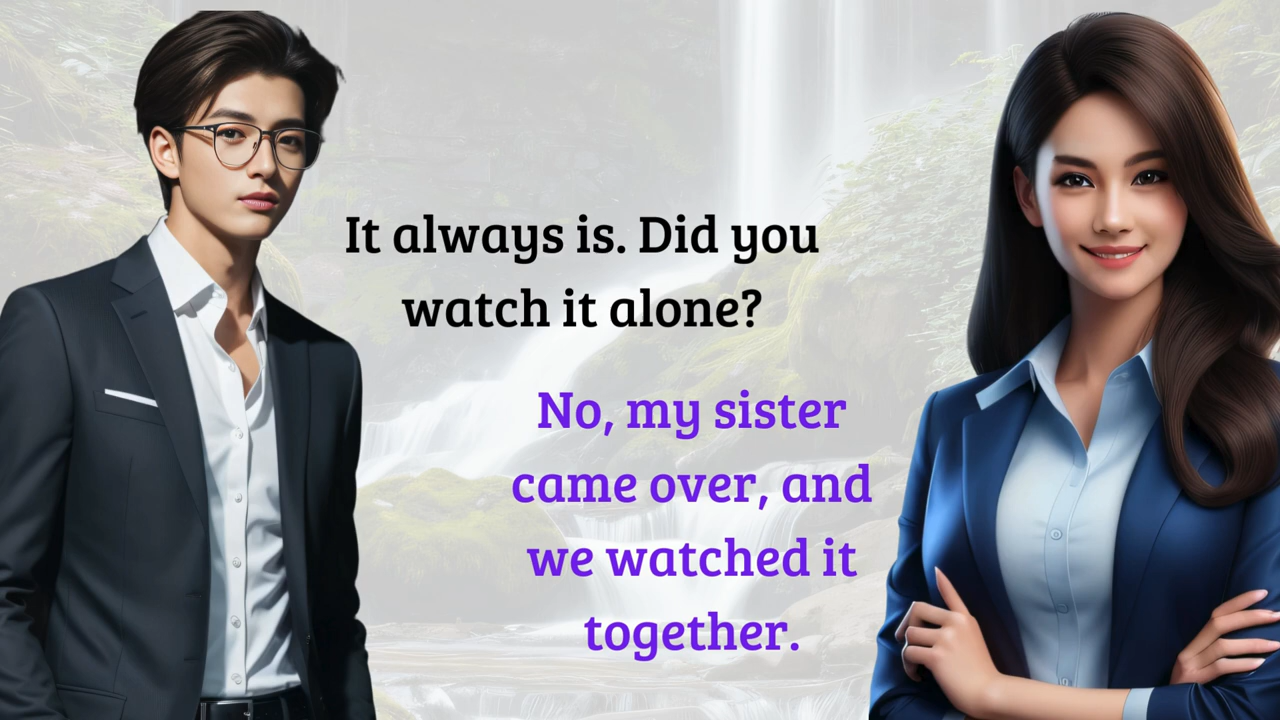 It always is. Did you
watch it alone?
No, my sister
came over, and
we watched it
together.